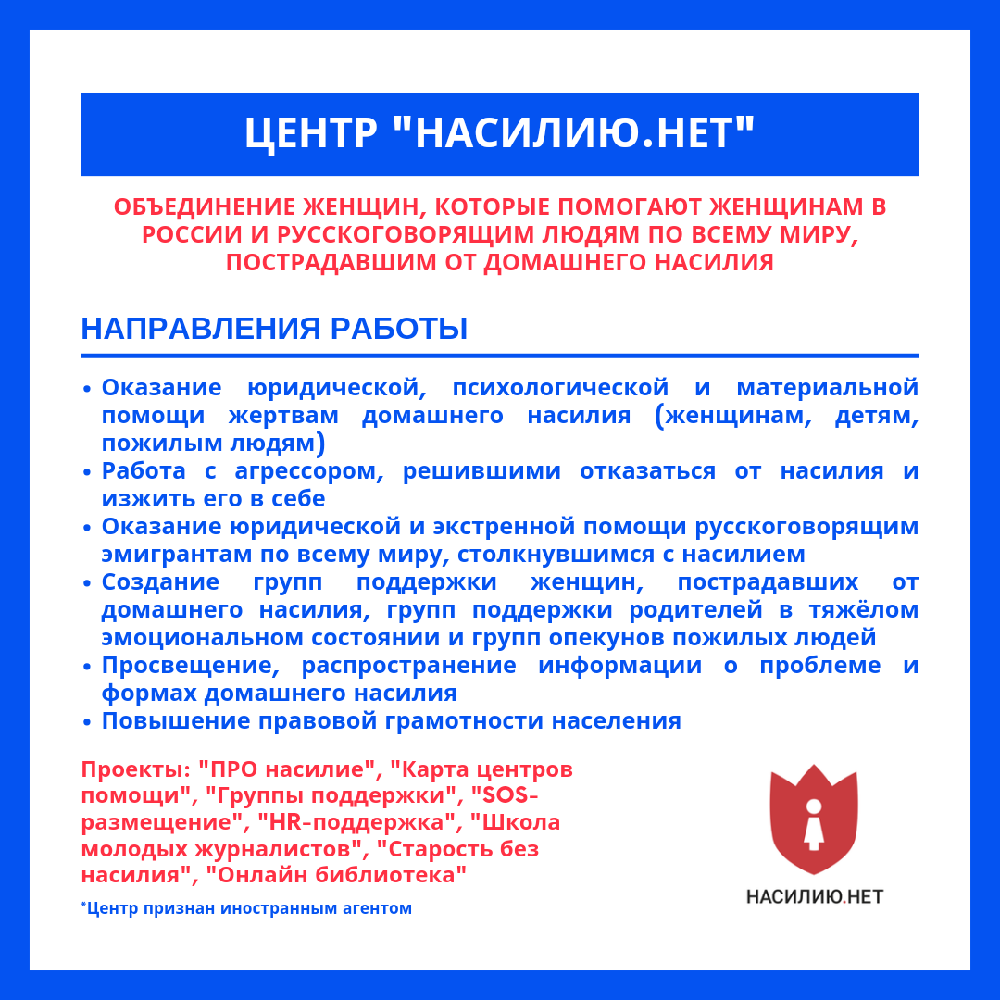 ЦЕНТР "НАСИЛИЮ.НЕТ"
ОБЪЕДИНЕНИЕ ЖЕНЩИН, КОТОРЫЕ ПОМОГАЮТ ЖЕНЩИНАМ В
РОССИИ И РУССКОГОВОРЯЩИМ ЛЮДЯМ ПО ВСЕМУ МИРУ,
ПОСТРАДАВШИМ ОТ ДОМАШНЕГО НАСИЛИЯ
НАПРАВЛЕНИЯ РАБОТЫ
• Оказание юридической, психологической и материальной
помощи жертвам домашнего насилия (женщинам, детям,
пожилым людям)
• Работа с агрессором, решившими отказаться от насилия и
изжить его в себе
• Оказание юридической и экстренной помощи русскоговорящим
эмигрантам по всему миру, столкнувшимся с насилием
• Создание групп поддержки женщин, пострадавших от
домашнего насилия, групп поддержки родителей в тяжёлом
эмоциональном состоянии и групп опекунов пожилых людей
• Просвещение, распространение информации о проблеме и
формах домашнего насилия
• Повышение правовой грамотности населения
Проекты: "ПРО насилие", "Карта центров
помощи", "Группы поддержки", "SOS-
размещение", "HR-поддержка", "Школа
молодых журналистов", "Старость без
насилия", "Онлайн библиотека"
*Центр признан иностранным агентом
НАСИЛИЮ.НЕТ